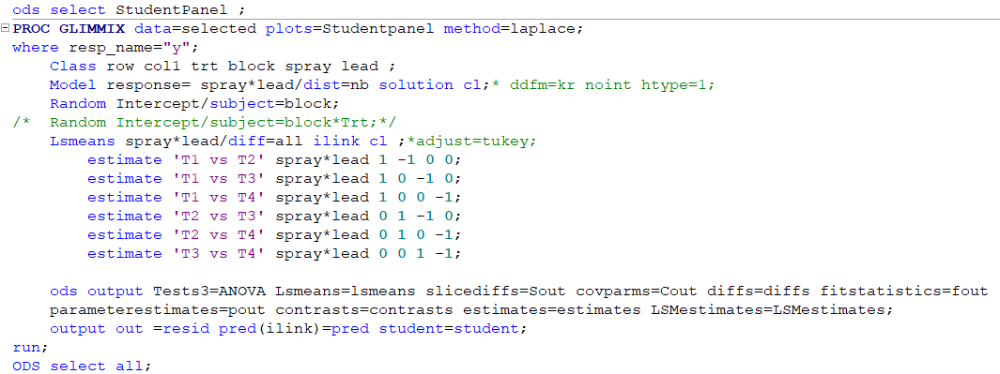 ods select StudentPanel ;
PROC GLIMMIX data=selected plots=Studentpanel method=laplace;
where resp_name="y";
    Class row col1 trt block spray lead ;
    Model response= spray*lead/dist=nb solution cl;* ddfm=kr noint htype=1;
    Random Intercept/subject=block;
/*  Random Intercept/subject=block*Trt;*/
    Lsmeans spray*lead/diff=all ilink cl ;*adjust=tukey;
        estimate 'T1 vs T2' spray*lead 1 -1 0 0;
        estimate 'T1 vs T3' spray*lead 1 0 -1 0;
        estimate 'T1 vs T4' spray*lead 1 0 0 -1;
        estimate 'T2 vs T3' spray*lead 0 1 -1 0;
        estimate 'T2 vs T4' spray*lead 0 1 0 -1;
        estimate 'T3 vs T4' spray*lead 0 0 1 -1;

    ods output Tests3=ANOVA Lsmeans=lsmeans slicediffs=Sout covparms=Cout diffs=diffs fitstatistics=fout
    parameterestimates=pout contrasts=contrasts estimates=estimates LSMestimates=LSMestimates;
    output out =resid pred(ilink)=pred student=student;
run;
ODS select all;